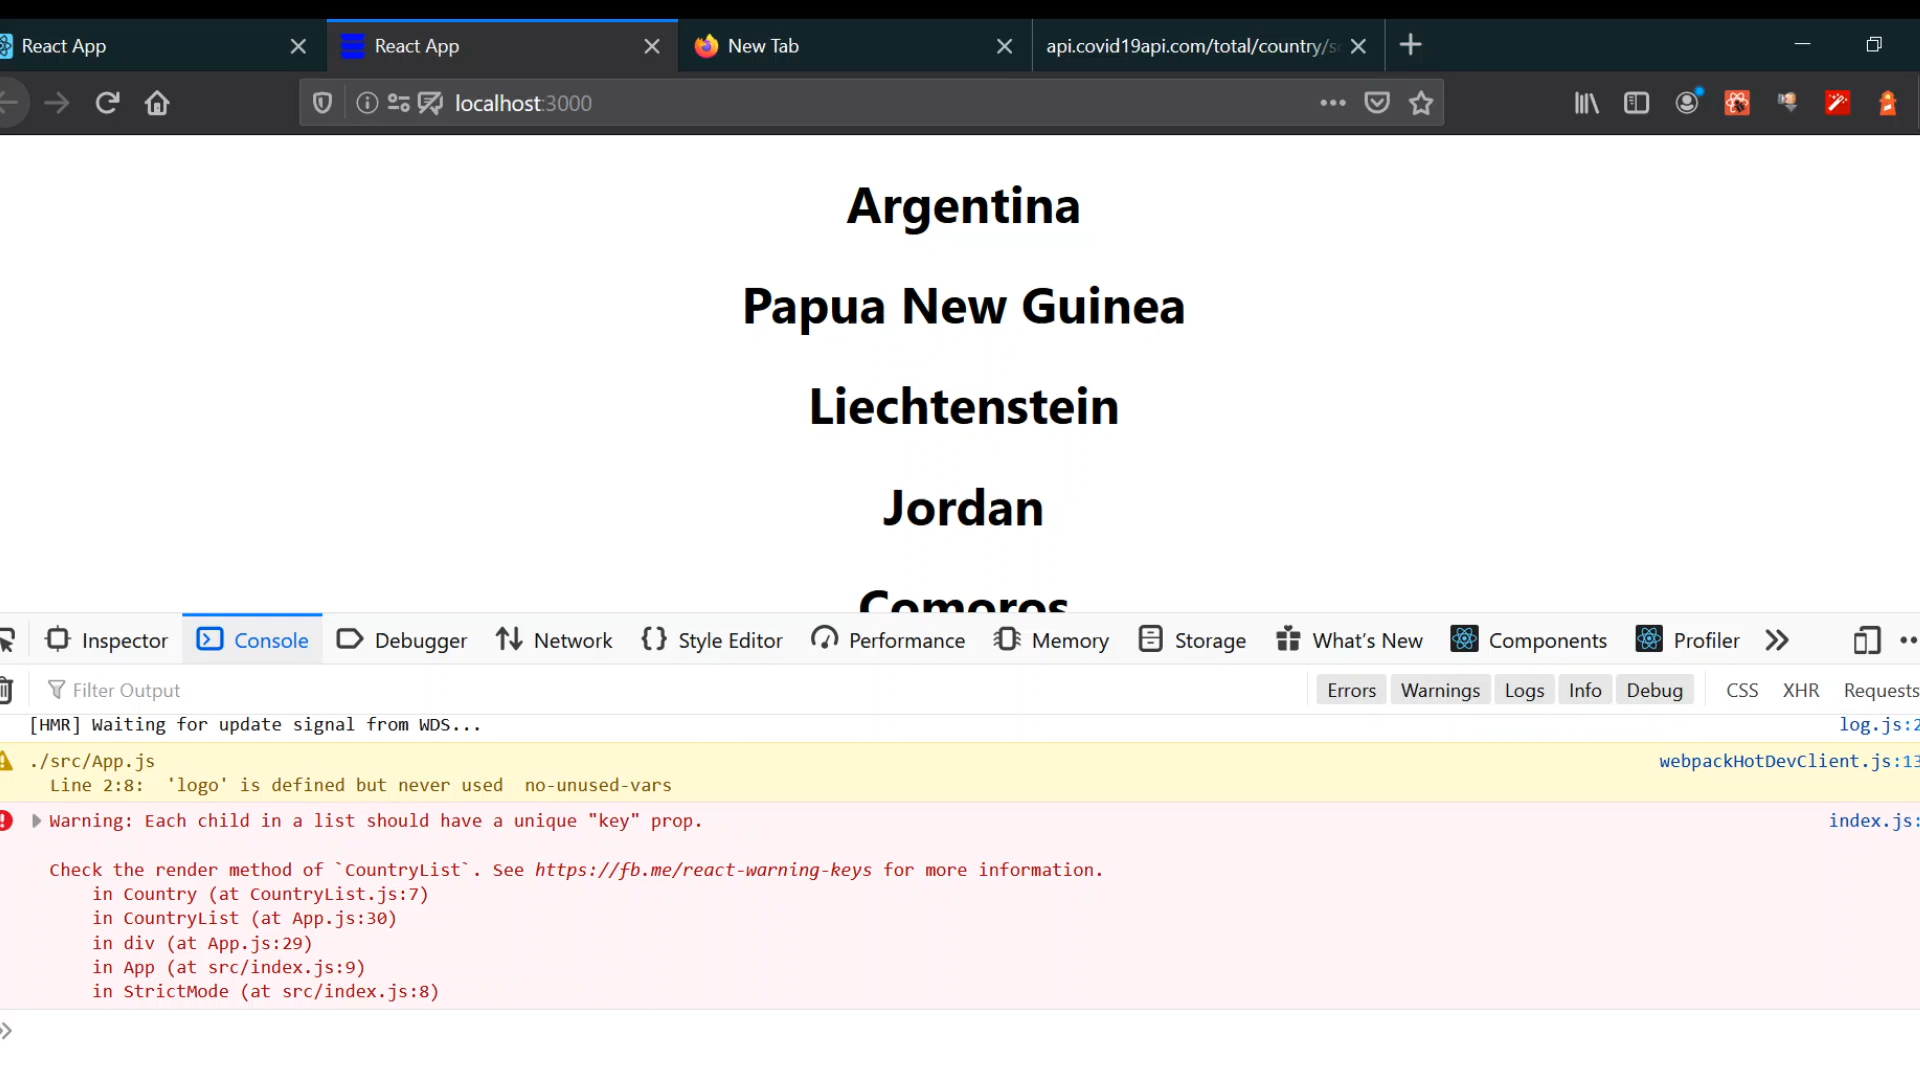 React App
React App
New Tab
api.covid19api.com/total/country/s
localhost:3000
Argentina
Papua New Guinea
Liechtenstein
Jordan
Comoros
Inspector
Console
Debugger
Network
Style Editor
Performance
Memory
Storage
What's New
Components
Profiler
Filter Output
Errors
Warnings
Logs
Info
Debug
CSS
XHR
Requests
[HMR] Waiting for update signal from WDS...
log.js:2
./src/App.js
webpackHotDevClient.js:13
Line 2:8: 'logo' is defined but never used no-unused-vars
Warning: Each child in a list should have a unique "key" prop.
index.js:
Check the render method of `CountryList`. See https://fb.me/react-warning-keys for more information.
in Country (at CountryList.js:7)
in CountryList (at App.js:30)
in div (at App.js:29)
in App (at src/index.js:9)
in StrictMode (at src/index.js:8)